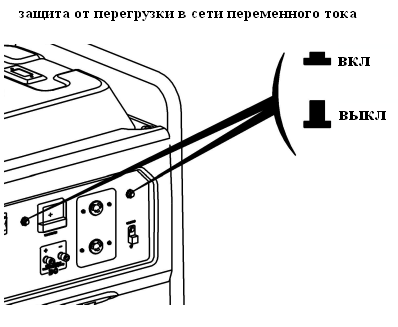 защита от перегрузки в сети переменного тока
вкл
выкл